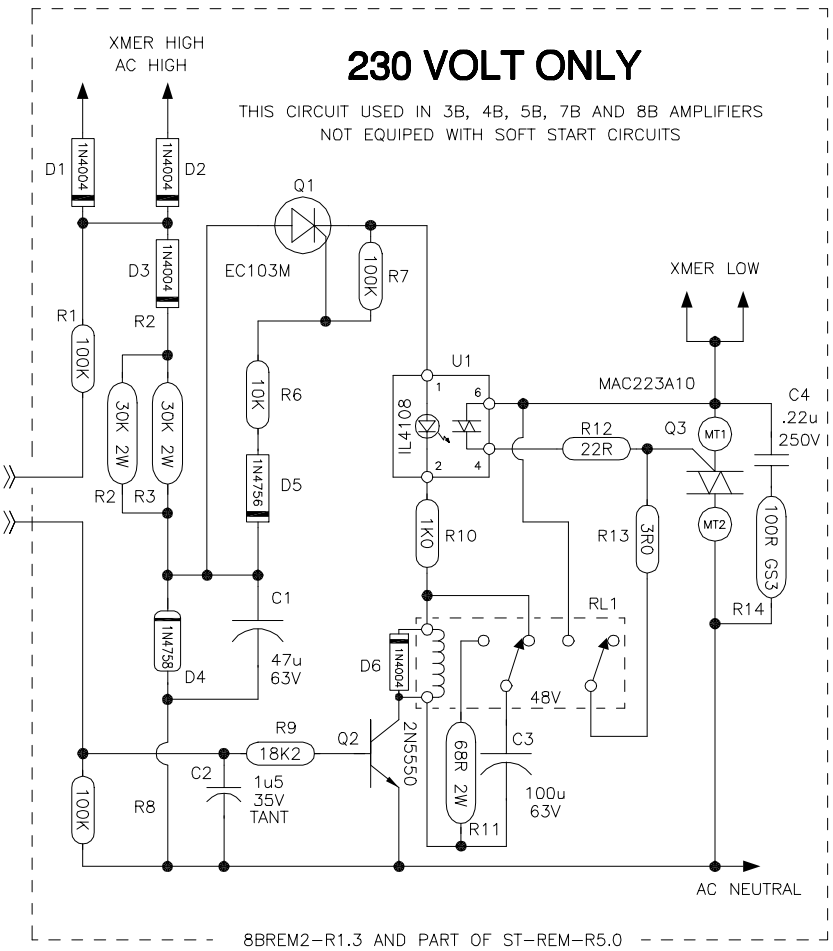 XMER HIGH
AC HIGH
230 VOLT ONLY
THIS CIRCUIT USED IN 3B, 4B, 5B, 7B AND 8B AMPLIFIERS
NOT EQUIPED WITH SOFT START CIRCUITS
D1
1N4004
1N4004
D2
Q1
EC103M
D3
1N4004
R7
100K
XMER LOW
R1
R2
100K
U1
MAC223A10
C4
.22u
250V
30K 2W
30K 2W
R2
R3
10K
R6
IL4108
1
6
2
4
R12
22R
Q3
MT1
MT2
1N4756
D5
1K0
R10
R13
3R0
100R GS3
R14
C1
47u
63V
1N4758
D4
RL1
D6
1N4004
48V
R9
18K2
Q2
2N5550
68R 2W
R11
C3
100u
63V
C2
1u5
35V
TANT
100K
R8
AC NEUTRAL
8BREM2-R1.3 AND PART OF ST-REM-R5.0